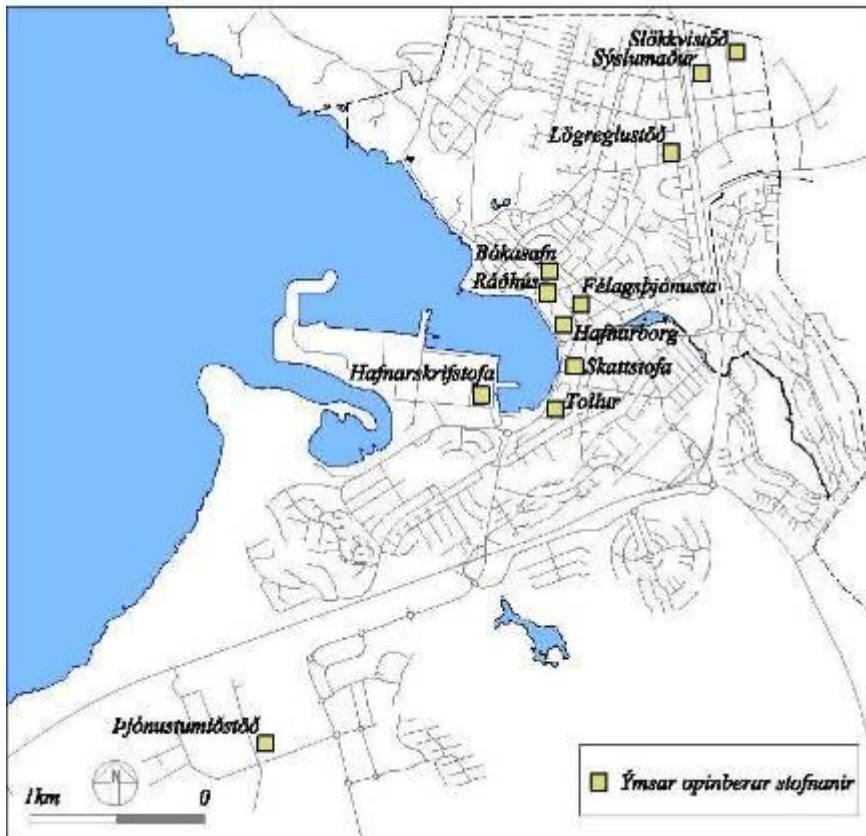 Slökkvistöð
Sýslumaður
Lögreglustöð
Bókasafn
Ráðhús
Félagsþjónusta
Hafnarborg
Skattstofa
Hafnarskrifstofa
Tollur
Þjónustumiðstöð
N
1km 0
Ýmsar opinberar stofnanir